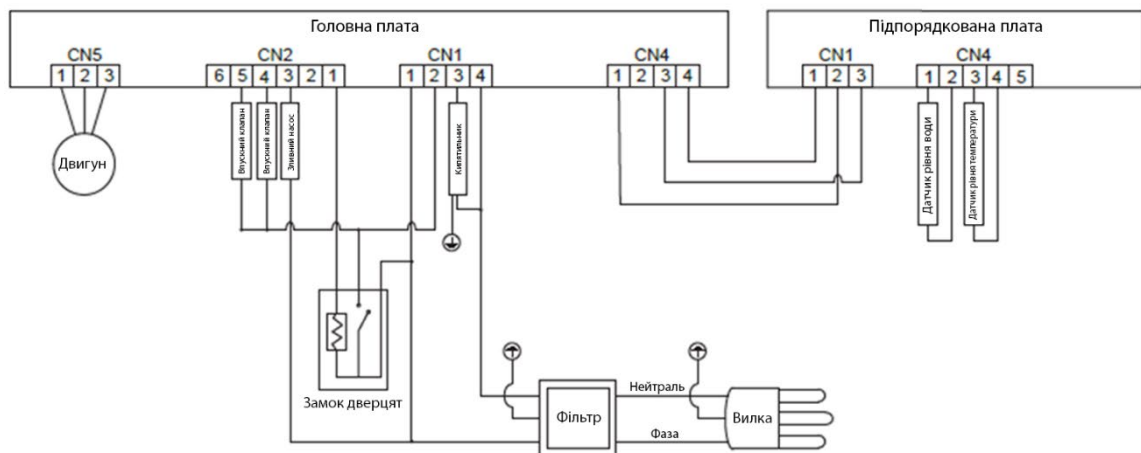 Головна плата
Підпорядкована плата
CN5
CN2
CN1
CN4
CN1
CN4
1 2 3
6 5 4 3 2 1
1 2 3 4
1 2 3 4
1 2 3
1 2 3 4 5
Двигун
Впускний клапан
Впускний клапан
Зливний насос
Кипятильник
Датчик рівня води
Датчик рівня температури
Замок дверцят
Фільтр
Нейтраль
Фаза
Вилка